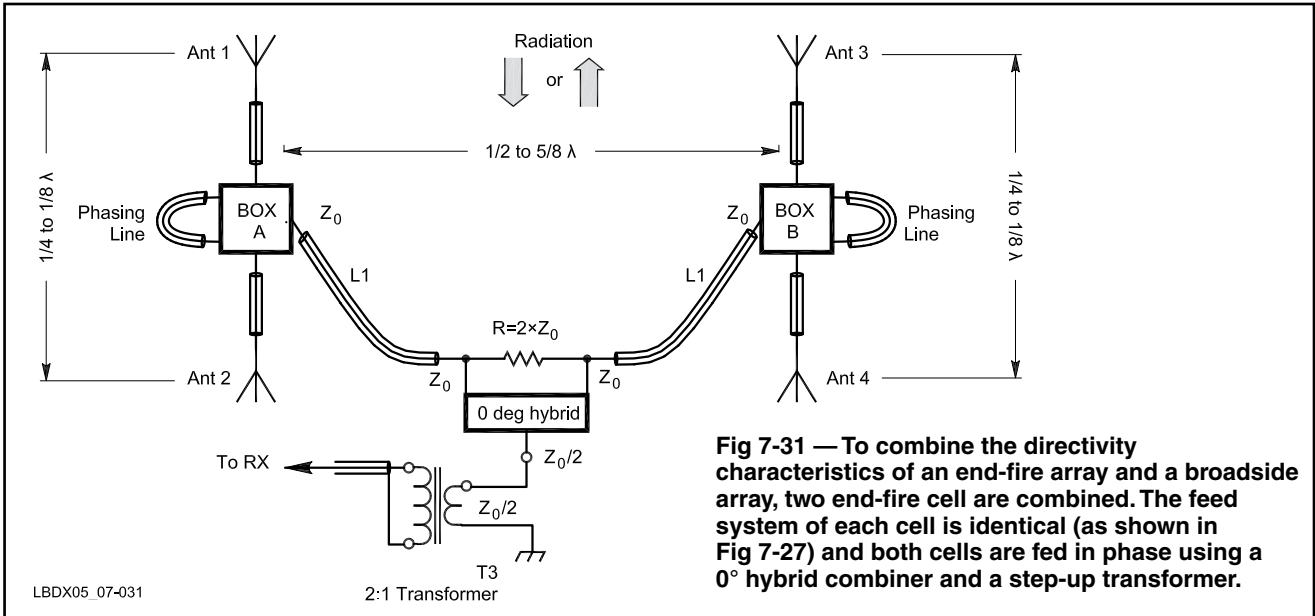 Ant 1
Radiation
or
Ant 3
1/2 to 5/8 λ
1/4 to 1/8 λ
Phasing
Line
BOX
A
Z0
L1
Z0
BOX
B
Phasing
Line
1/4 to 1/8 λ
L1
R=2×Z0
Z0
Z0
Ant 2
Ant 4
0 deg hybrid
Z0/2
To RX
Z0/2
T3
2:1 Transformer
LBDX05_07-031
Fig 7-31 — To combine the directivity
characteristics of an end-fire array and a broadside
array, two end-fire cell are combined. The feed
system of each cell is identical (as shown in
Fig 7-27) and both cells are fed in phase using a
0° hybrid combiner and a step-up transformer.